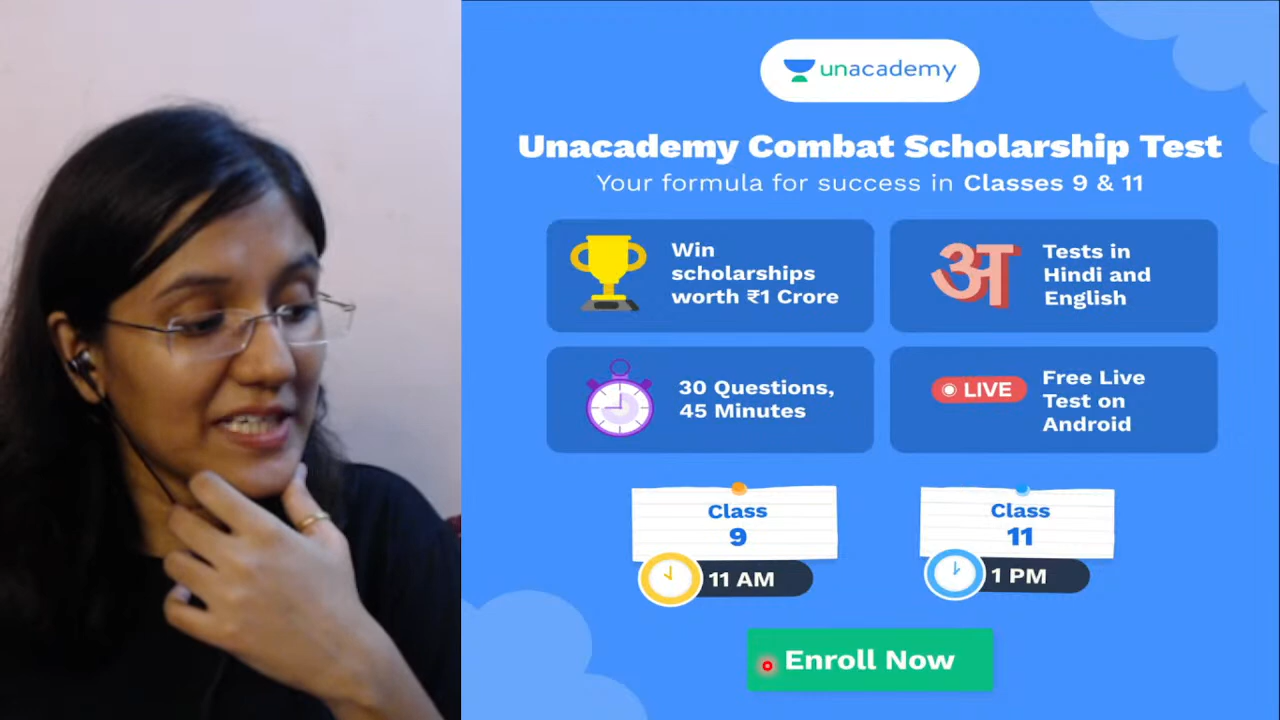 unacademy
Unacademy Combat Scholarship Test
Your formula for success in Classes 9 & 11
Win
scholarships
worth ₹1 Crore
अ
Tests in
Hindi and
English
30 Questions,
45 Minutes
LIVE
Free Live
Test on
Android
Class
9
11 AM
Class
11
1 PM
Enroll Now